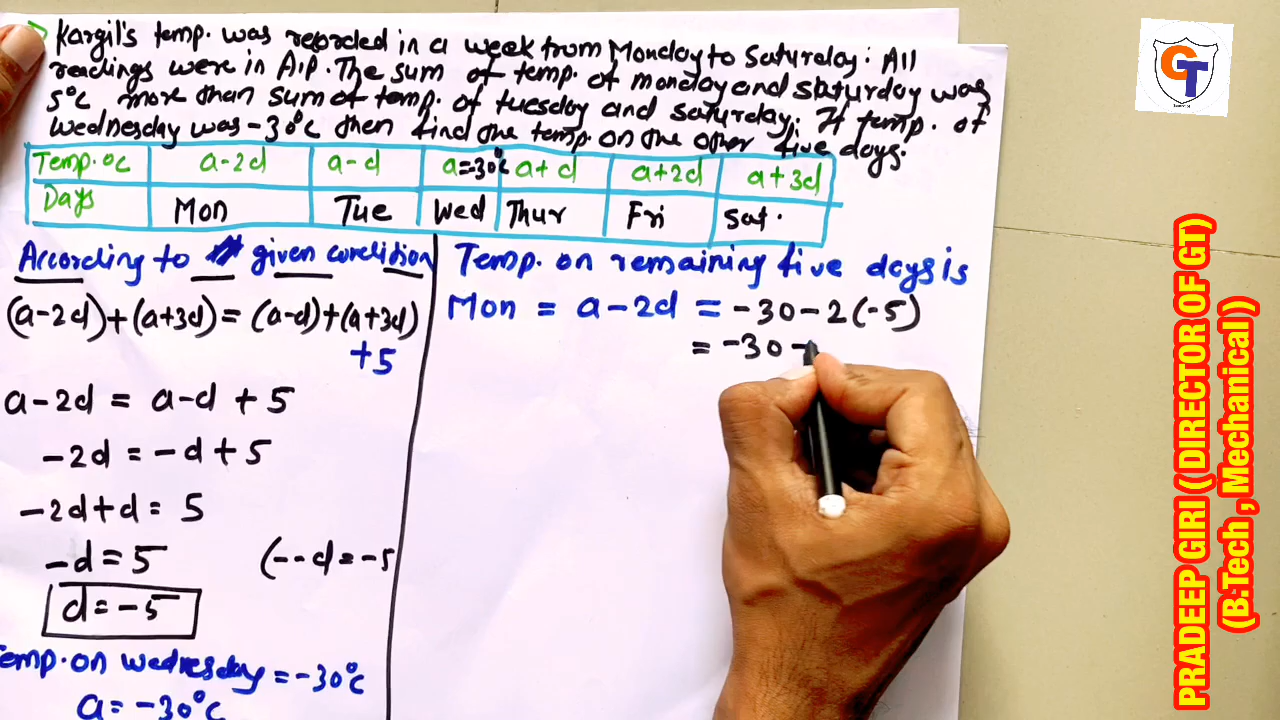 Kargil's temp. was recorded in a week from Monday to Saturday: All
readings were in A.P. The sum of temp. of monday and saturday was
5°C more than sum of temp. of tuesday and saturday. If temp. of
Wednesday was -30°C then find the temp. on the other five days.
Temp. °C a-2d a-d a=-30°C a+d a+2d a+3d
Days Mon Tue Wed Thur Fri Sat.
According to given condition
(a-2d)+(a+3d) = (a-d)+(a+3d)
+5
a-2d = a-d+5
-2d = -d+5
-2d+d = 5
-d = 5 (--d=-5
d = -5
Temp. on wednesday = -30°C
a = -30°C
Temp. on remaining five days is
Mon = a-2d = -30-2(-5)
= -30 -
GT
PRADEEP GIRI (( DIRECTOR OF GT)
(B.Tech , Mechanical )